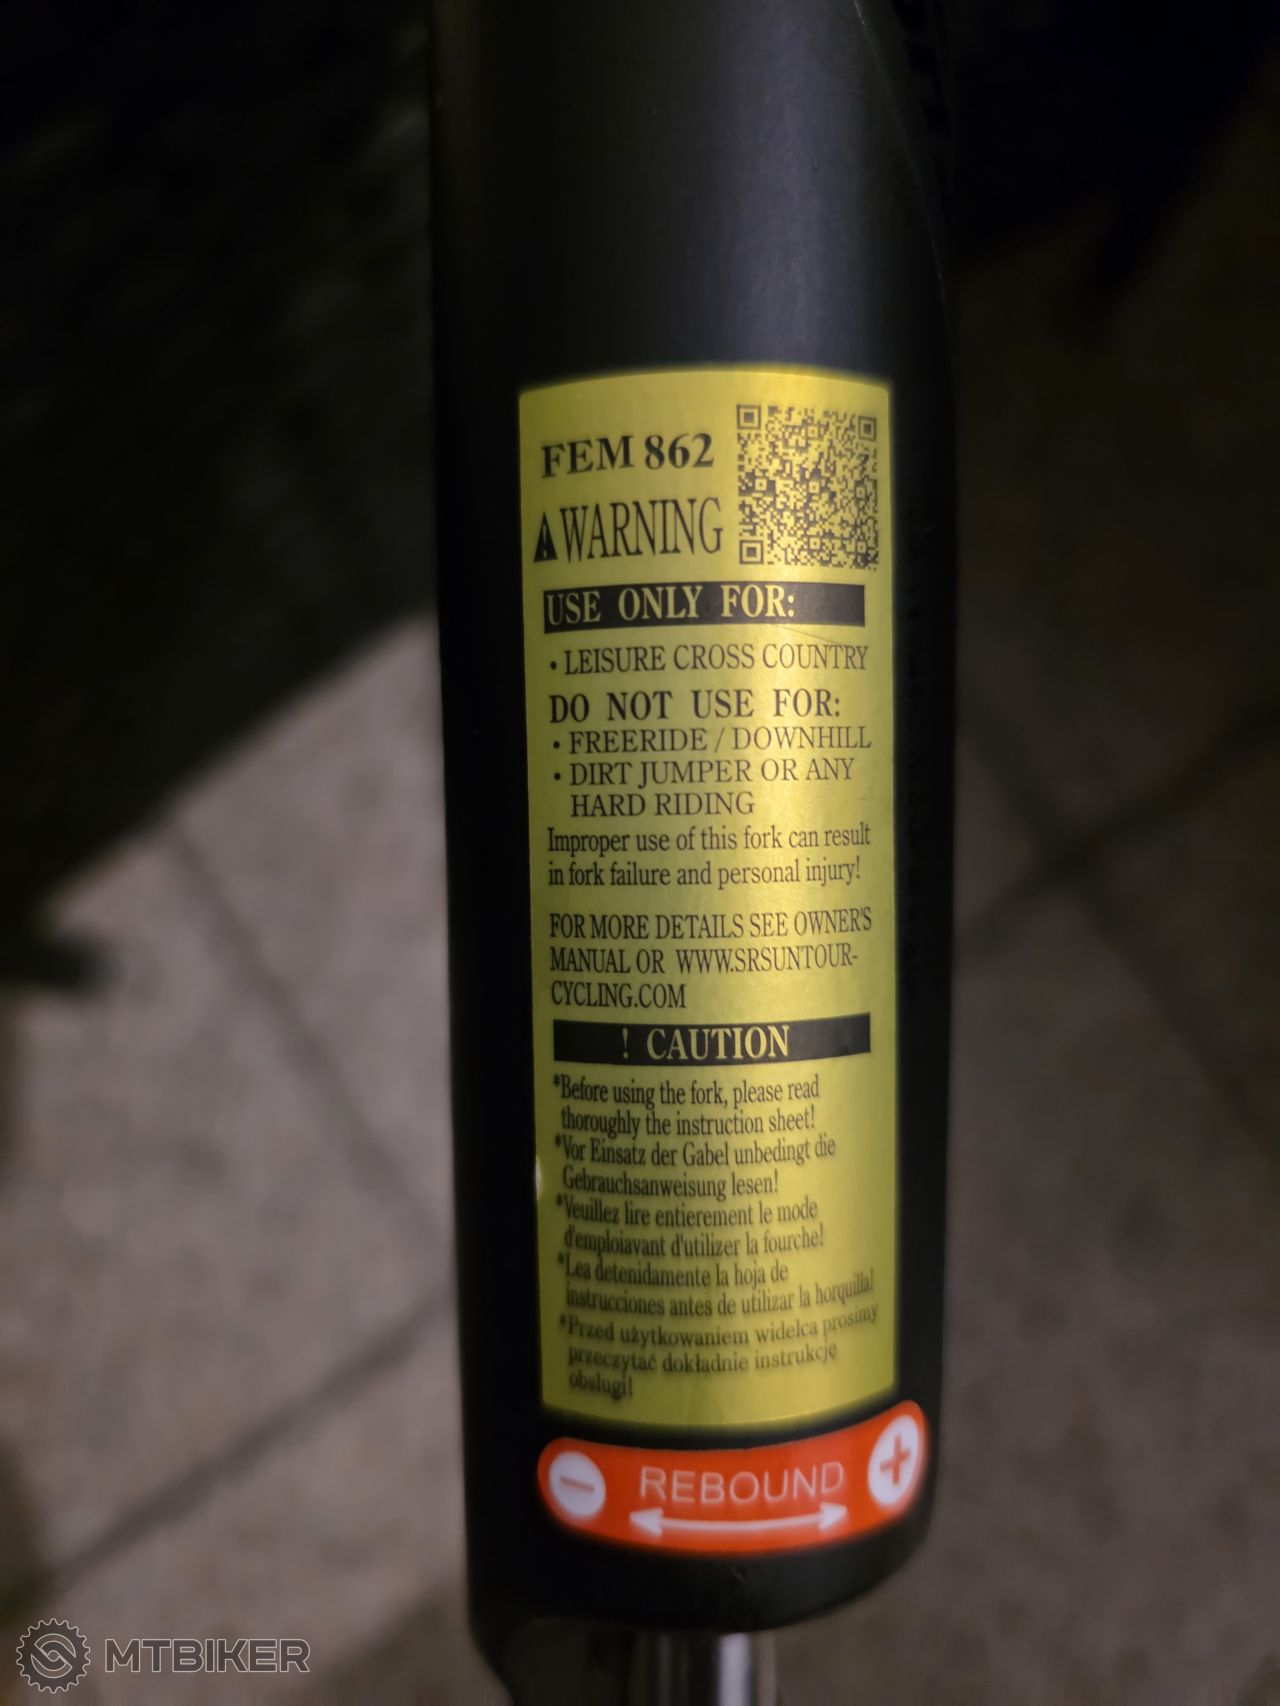 FEM 862
WARNING
USE ONLY FOR:
• LEISURE CROSS COUNTRY
DO NOT USE FOR:
• FREERIDE / DOWNHILL
• DIRT JUMPER OR ANY
HARD RIDING
Improper use of this fork can result
in fork failure and personal injury!
FOR MORE DETAILS SEE OWNER'S
MANUAL OR WWW.SRSUNTOUR-
CYCLING.COM
! CAUTION
*Before using the fork, please read
thoroughly the instruction sheet!
*Vor Einsatz der Gabel unbedingt die
Gebrauchsanweisung lesen!
*Veuillez lire entierement le mode
d'emploiavant d'utilizer la fourche!
*Lea detenidamente la hoja de
instrucciones antes de utilizar la horquilla!
*Przed użytkowaniem widelca prosimy
przeczytać dokładnie instrukcję
obslugi!
− REBOUND +
MTBIKER